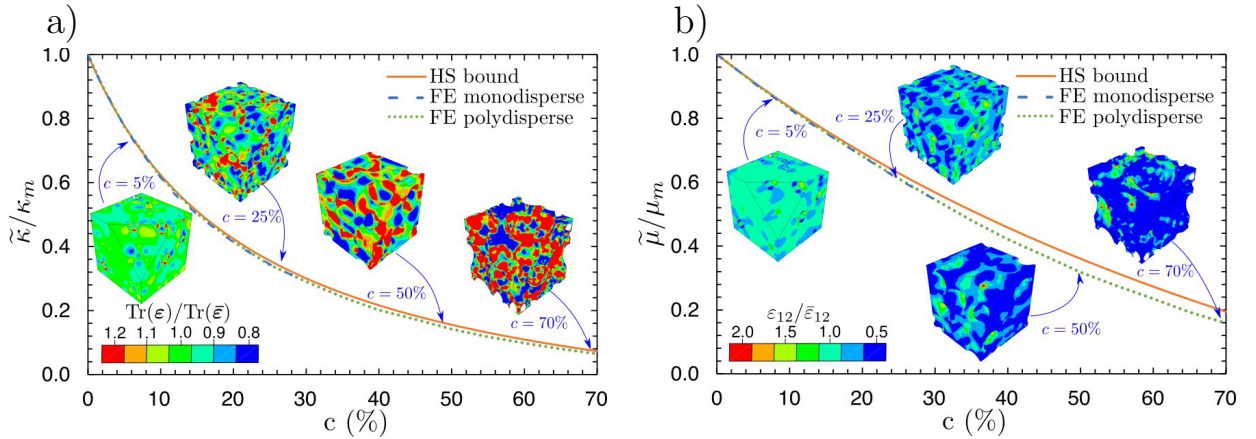 a)
1.0
0.8
0.6
0.4
0.2
0.0
κ̃/κm
HS bound
FE monodisperse
FE polydisperse
c = 5%
c = 25%
c = 50%
c = 70%
Tr(ε)/Tr(ε̄)
1.2 1.1 1.0 0.9 0.8
0 10 20 30 40 50 60 70
c (%)
b)
1.0
0.8
0.6
0.4
0.2
0.0
μ̃/μm
HS bound
FE monodisperse
FE polydisperse
c = 5%
c = 25%
c = 50%
c = 70%
ε12/ε̄12
2.0 1.5 1.0 0.5
0 10 20 30 40 50 60 70
c (%)